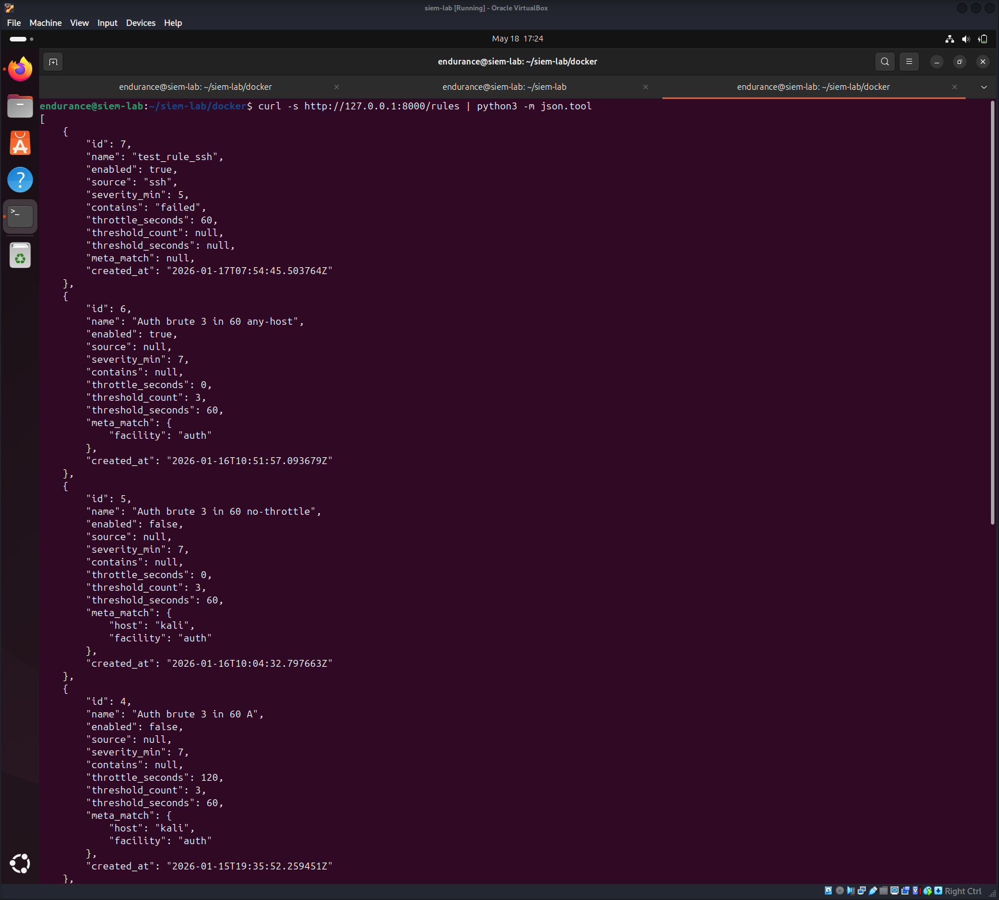 siem-lab [Running] - Oracle VirtualBox
File Machine View Input Devices Help
May 18 17:24
endurance@siem-lab: ~/siem-lab/docker
endurance@siem-lab: ~/siem-lab/docker
endurance@siem-lab: ~/siem-lab
endurance@siem-lab: ~/siem-lab/docker
endurance@siem-lab:~/siem-lab/docker$ curl -s http://127.0.0.1:8000/rules | python3 -m json.tool
[
    {
        "id": 7,
        "name": "test_rule_ssh",
        "enabled": true,
        "source": "ssh",
        "severity_min": 5,
        "contains": "failed",
        "throttle_seconds": 60,
        "threshold_count": null,
        "threshold_seconds": null,
        "meta_match": null,
        "created_at": "2026-01-17T07:54:45.503764Z"
    },
    {
        "id": 6,
        "name": "Auth brute 3 in 60 any-host",
        "enabled": true,
        "source": null,
        "severity_min": 7,
        "contains": null,
        "throttle_seconds": 0,
        "threshold_count": 3,
        "threshold_seconds": 60,
        "meta_match": {
            "facility": "auth"
        },
        "created_at": "2026-01-16T10:51:57.093679Z"
    },
    {
        "id": 5,
        "name": "Auth brute 3 in 60 no-throttle",
        "enabled": false,
        "source": null,
        "severity_min": 7,
        "contains": null,
        "throttle_seconds": 0,
        "threshold_count": 3,
        "threshold_seconds": 60,
        "meta_match": {
            "host": "kali",
            "facility": "auth"
        },
        "created_at": "2026-01-16T10:04:32.797663Z"
    },
    {
        "id": 4,
        "name": "Auth brute 3 in 60 A",
        "enabled": false,
        "source": null,
        "severity_min": 7,
        "contains": null,
        "throttle_seconds": 120,
        "threshold_count": 3,
        "threshold_seconds": 60,
        "meta_match": {
            "host": "kali",
            "facility": "auth"
        },
        "created_at": "2026-01-15T19:35:52.259451Z"
    },
Right Ctrl